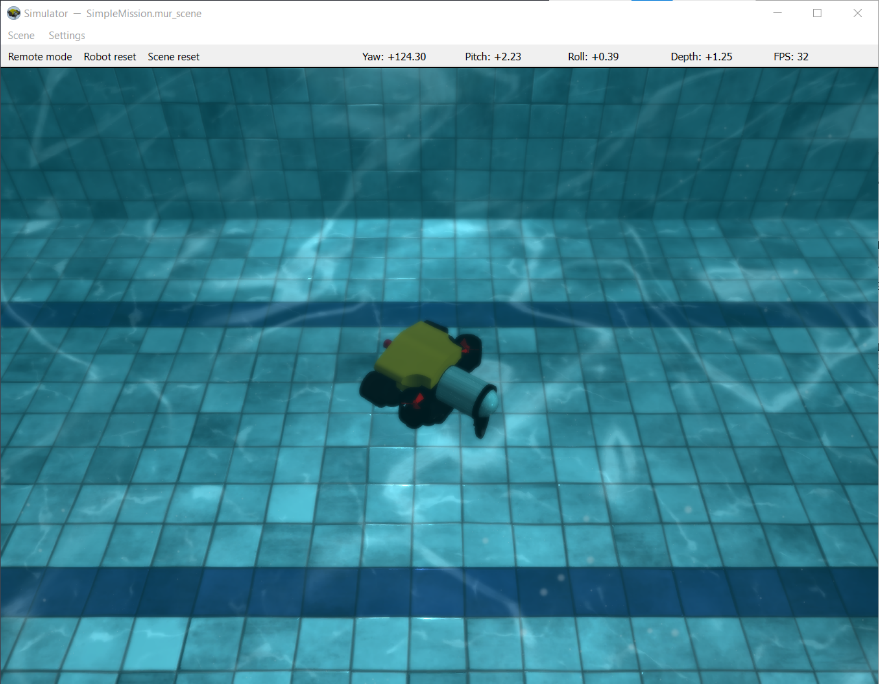 Simulator — SimpleMission.mur_scene
Scene Settings
Remote mode Robot reset Scene reset Yaw: +124.30 Pitch: +2.23 Roll: +0.39 Depth: +1.25 FPS: 32